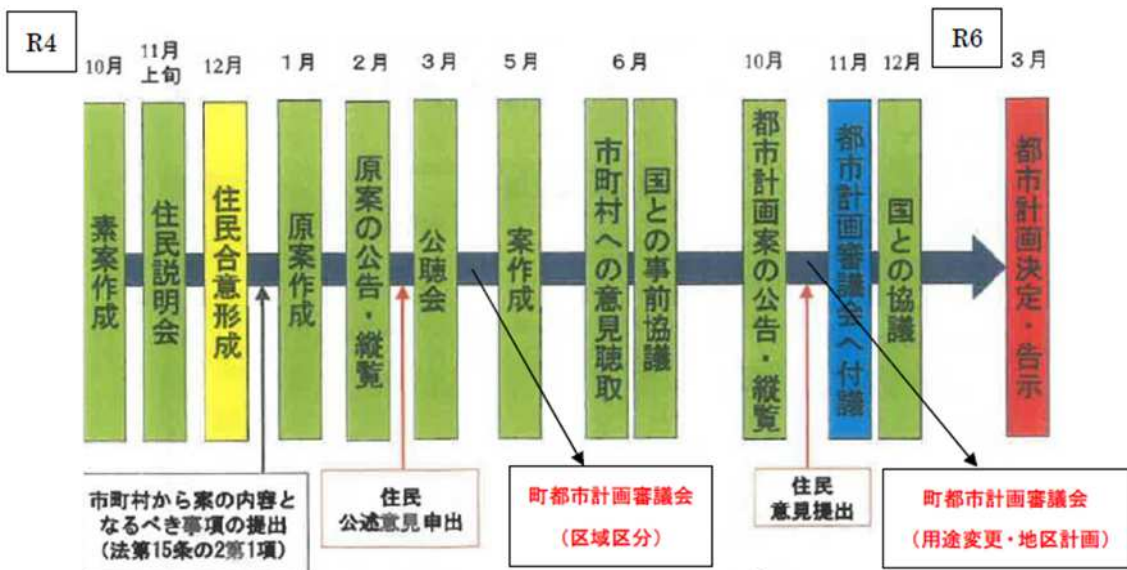 R4
R6
10月
11月
上旬
12月
1月
2月
3月
5月
6月
10月
11月
12月
3月
素案作成
住民説明会
住民合意形成
原案作成
原案の公告・縦覧
公聴会
案作成
市町村への意見聴取
国との事前協議
都市計画案の公告・縦覧
都市計画審議会へ付議
国との協議
都市計画決定・告示
市町村から案の内容と
なるべき事項の提出
(法第15条の2第1項)
住民
公述意見申出
町都市計画審議会
(区域区分)
住民
意見提出
町都市計画審議会
(用途変更・地区計画)